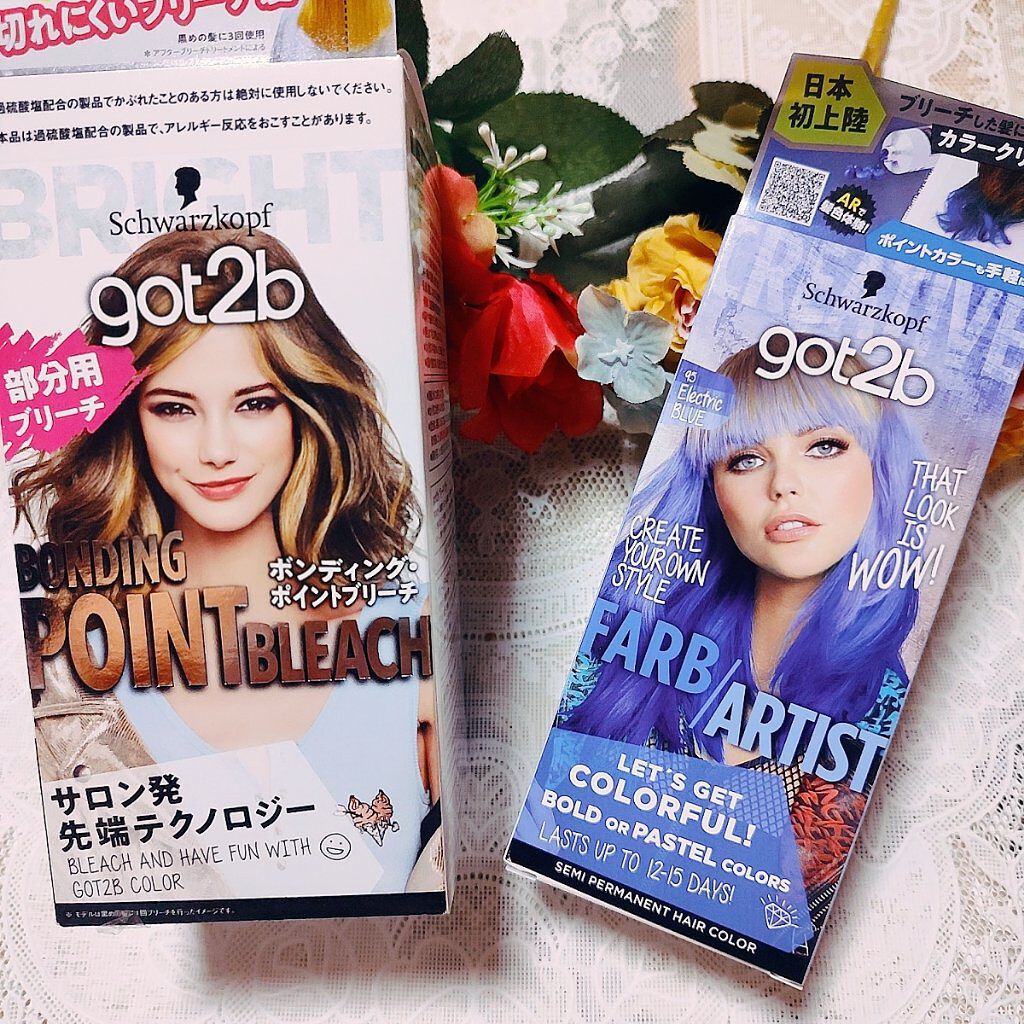 切れにくいブリーチ
黒めの髪に3回使用
※アフターブリーチトリートメントによる
過硫酸塩配合の製品でかぶれたことのある方は絶対に使用しないでください。
本品は過硫酸塩配合の製品で、アレルギー反応をおこすことがあります。
BRIGHT
Schwarzkopf
got2b
部分用
ブリーチ
BONDING
POINT BLEACH
ボンディング・
ポイントブリーチ
サロン発
先端テクノロジー
BLEACH AND HAVE FUN WITH
GOT2B COLOR
日本
初上陸
ブリーチした髪に
カラークリ
ARで
髪色体験!
ポイントカラーも手軽に
Schwarzkopf
got2b
95
Electric
BLUE
THAT
LOOK
IS
WOW!
CREATE
YOUR OWN
STYLE
FARB/
ARTIST
LET'S GET
COLORFUL!
BOLD OR PASTEL COLORS
LASTS UP TO 12-15 DAYS!
SEMI PERMANENT HAIR COLOR